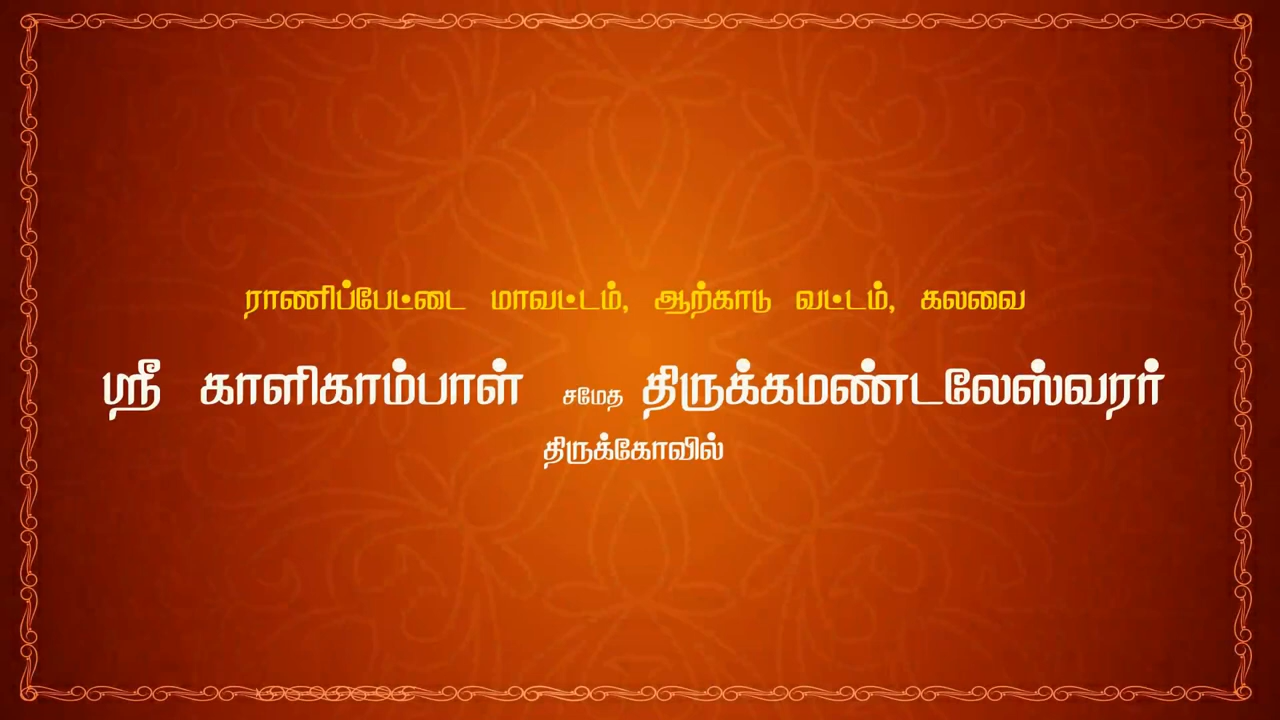 ராணிப்பேட்டை மாவட்டம், ஆற்காடு வட்டம், கலவை
ஸ்ரீ காளிகாம்பாள் சமேத திருக்கமண்டலேஸ்வரர்
திருக்கோவில்